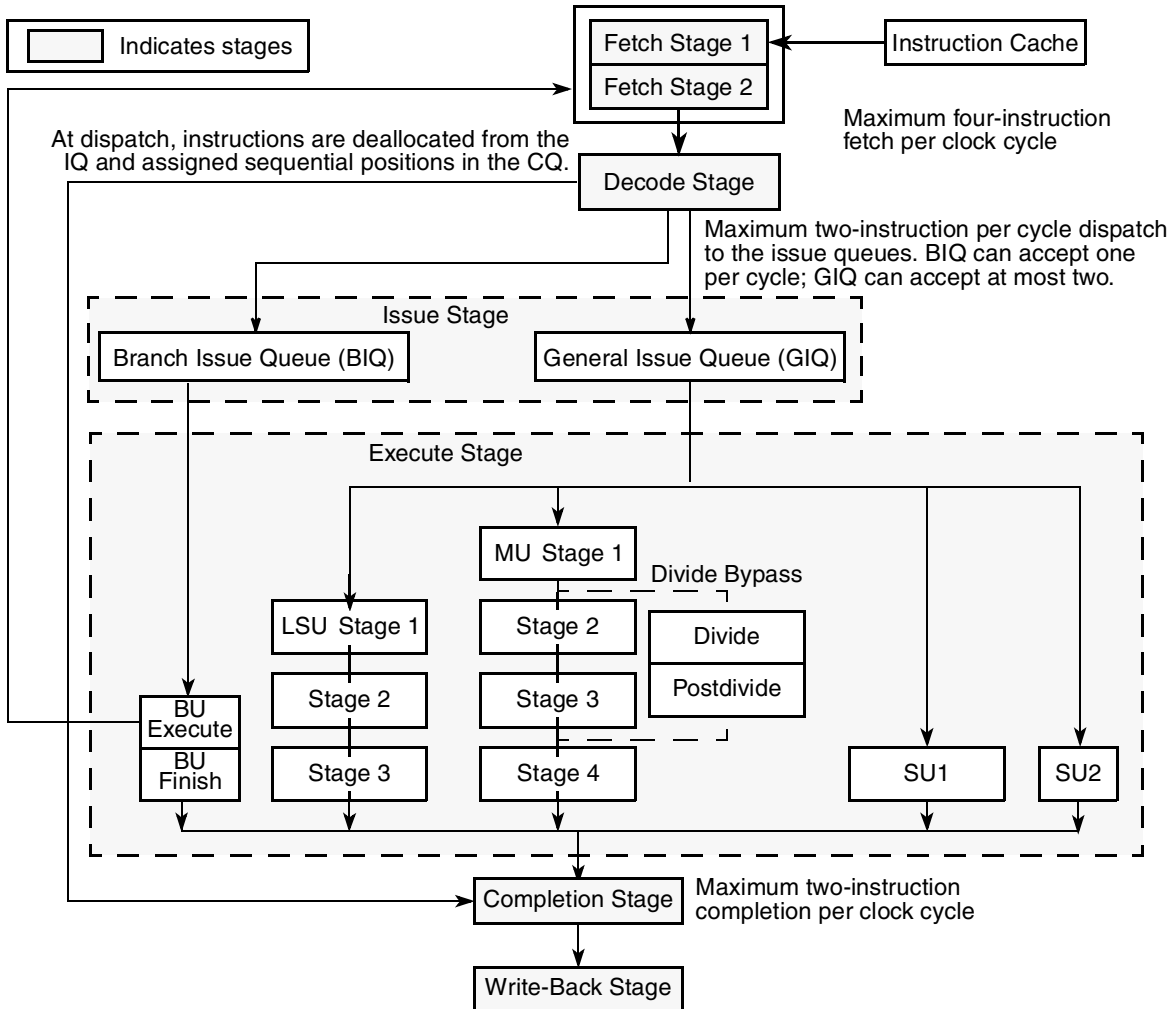 Indicates stages
Fetch Stage 1
Instruction Cache
Fetch Stage 2
Maximum four-instruction
fetch per clock cycle
At dispatch, instructions are deallocated from the
IQ and assigned sequential positions in the CQ.
Decode Stage
Maximum two-instruction per cycle dispatch
to the issue queues. BIQ can accept one
per cycle; GIQ can accept at most two.
Issue Stage
Branch Issue Queue (BIQ)
General Issue Queue (GIQ)
Execute Stage
MU Stage 1
Divide Bypass
LSU Stage 1
Stage 2
Divide
Postdivide
Stage 2
Stage 3
BU
Execute
BU
Finish
Stage 3
Stage 4
SU1
SU2
Completion Stage
Maximum two-instruction
completion per clock cycle
Write-Back Stage